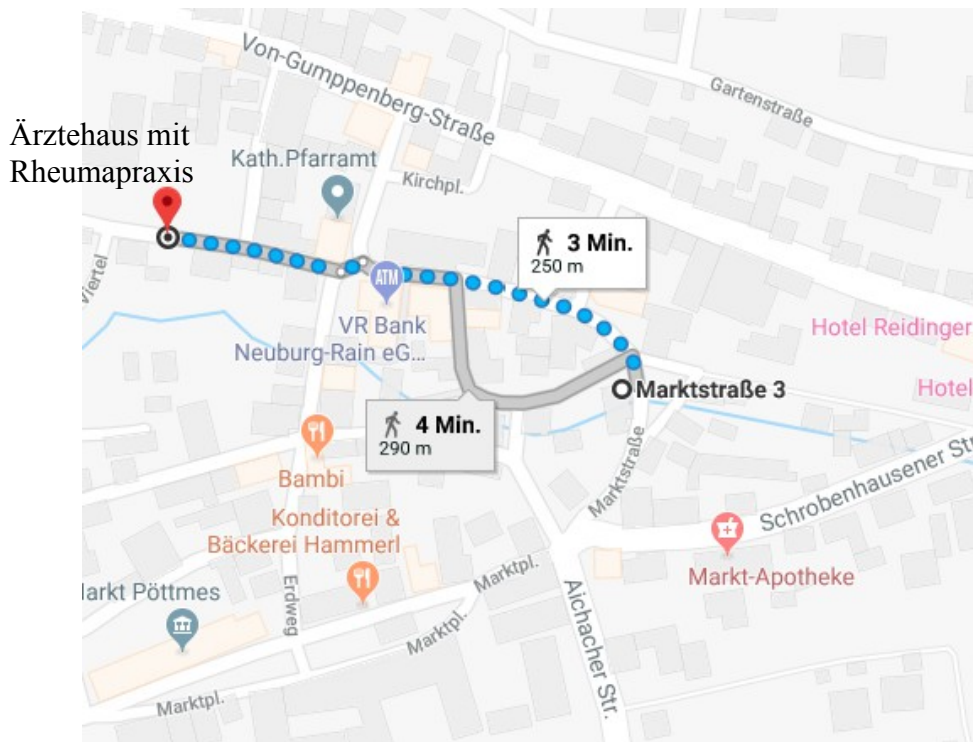 Von-Gumppenberg-Straße
Gartenstraße
Ärztehaus mit
Rheumapraxis
Kath.Pfarramt
Kirchpl.
3 Min.
250 m
Viertel
ATM
VR Bank
Neuburg-Rain eG...
Hotel Reidinger
Marktstraße 3
Hotel
4 Min.
290 m
Bambi
Marktstraße
Schrobenhausener Str
Konditorei &
Bäckerei Hammerl
Markt-Apotheke
Marktpl.
Erdweg
Aichacher Str.
Markt Pöttmes
Marktpl.
Marktpl.